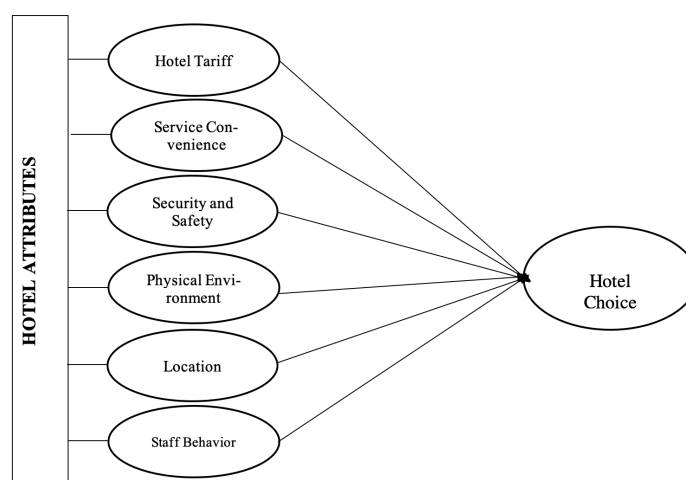 HOTEL ATTRIBUTES
Hotel Tariff
Service Con-
venience
Security and
Safety
Physical Envi-
ronment
Location
Staff Behavior
Hotel
Choice